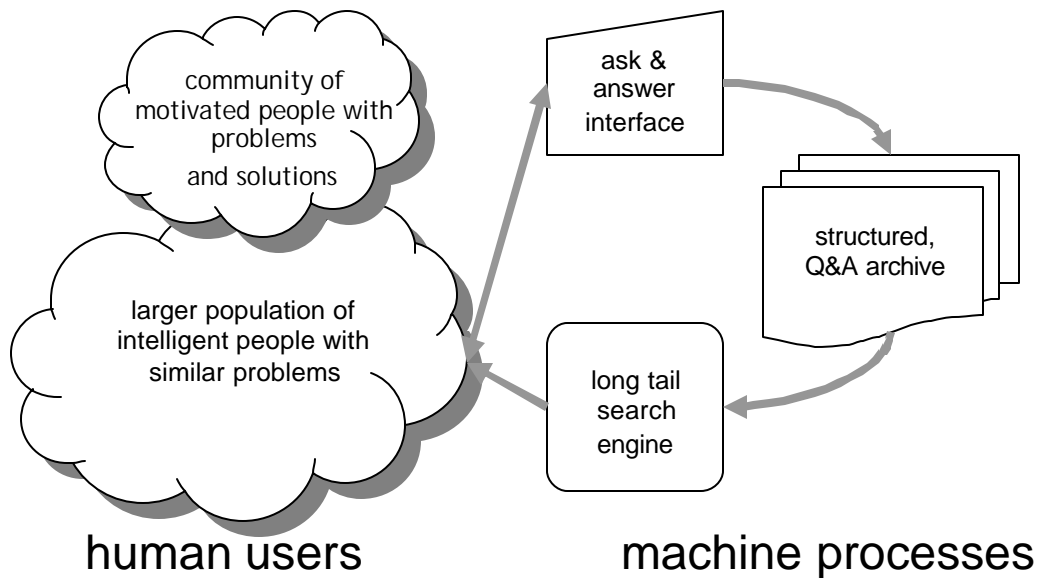 community of
motivated people with
problems
and solutions
larger population of
intelligent people with
similar problems
ask &
answer
interface
structured,
Q&A archive
long tail
search
engine
human users
machine processes